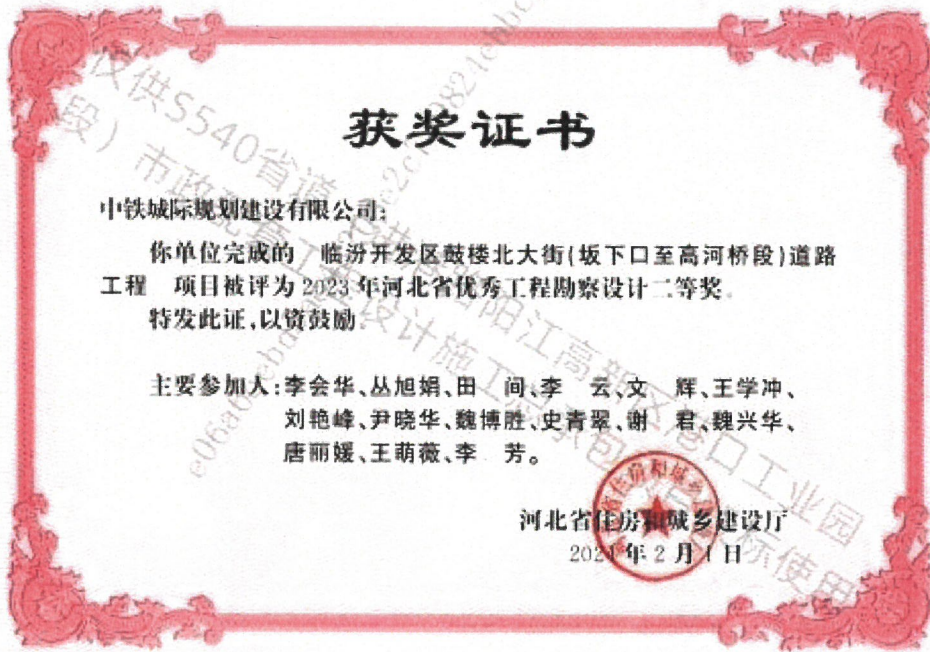 获奖证书
中铁城际规划建设有限公司:
你单位完成的 临汾开发区鼓楼北大街(坂下口至高河桥段)道路
工程 项目被评为 2023 年河北省优秀工程勘察设计二等奖。
特发此证,以资鼓励。
主要参加人:李会华、丛旭娟、田 间、李 云、文 辉、王学冲、
刘艳峰、尹晓华、魏博胜、史青翠、谢 君、魏兴华、
唐丽媛、王萌薇、李 芳。
河北省住房和城乡建设厅
2024 年 2 月 1 日